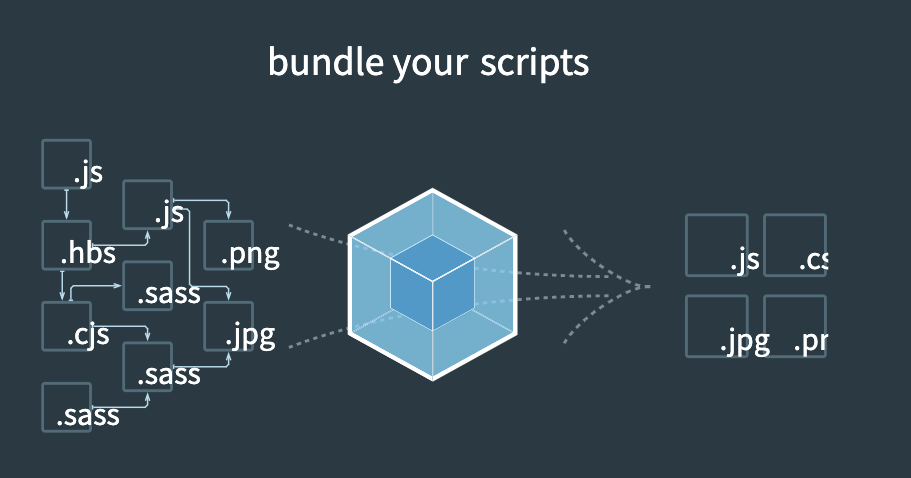 bundle your scripts
.js
.js
.hbs
.png
.sass
.cjs
.jpg
.sass
.sass
.js
.cs
.jpg
.pr